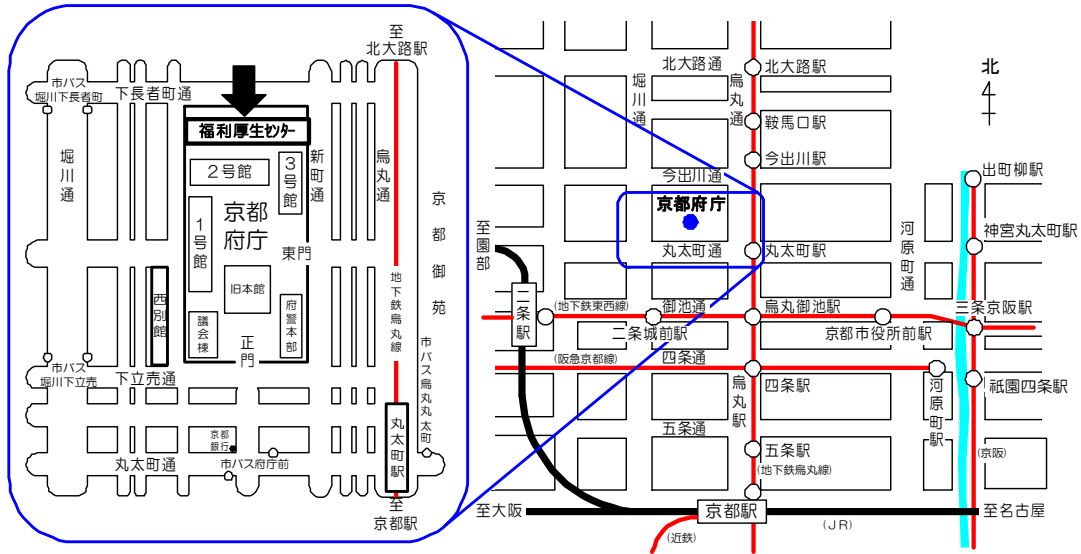 至
北大路駅
市バス
堀川下長者町
下長者町通
福利厚生センター
2号館
3号館
新町通
烏丸通
堀川通
1号館
京都
府庁
東門
京都御苑
地下鉄烏丸線
西別館
旧本館
議会棟
府警本部
正門
市バス
堀川下立売
下立売通
市バス烏丸丸太町
京都
銀行
丸太町通
市バス府庁前
丸太町駅
至
京都駅
北
北大路通
北大路駅
堀川通
烏丸通
鞍馬口駅
今出川駅
今出川通
出町柳駅
京都府庁
至園部
丸太町通
丸太町駅
河原町通
神宮丸太町駅
二条駅
(地下鉄東西線)
御池通
烏丸御池駅
三条京阪駅
二条城前駅
京都市役所前駅
(阪急京都線)
四条通
烏丸駅
四条駅
河原町駅
祇園四条駅
五条通
五条駅
(地下鉄烏丸線)
(京阪)
至大阪
京都駅
至名古屋
(JR)
(近鉄)